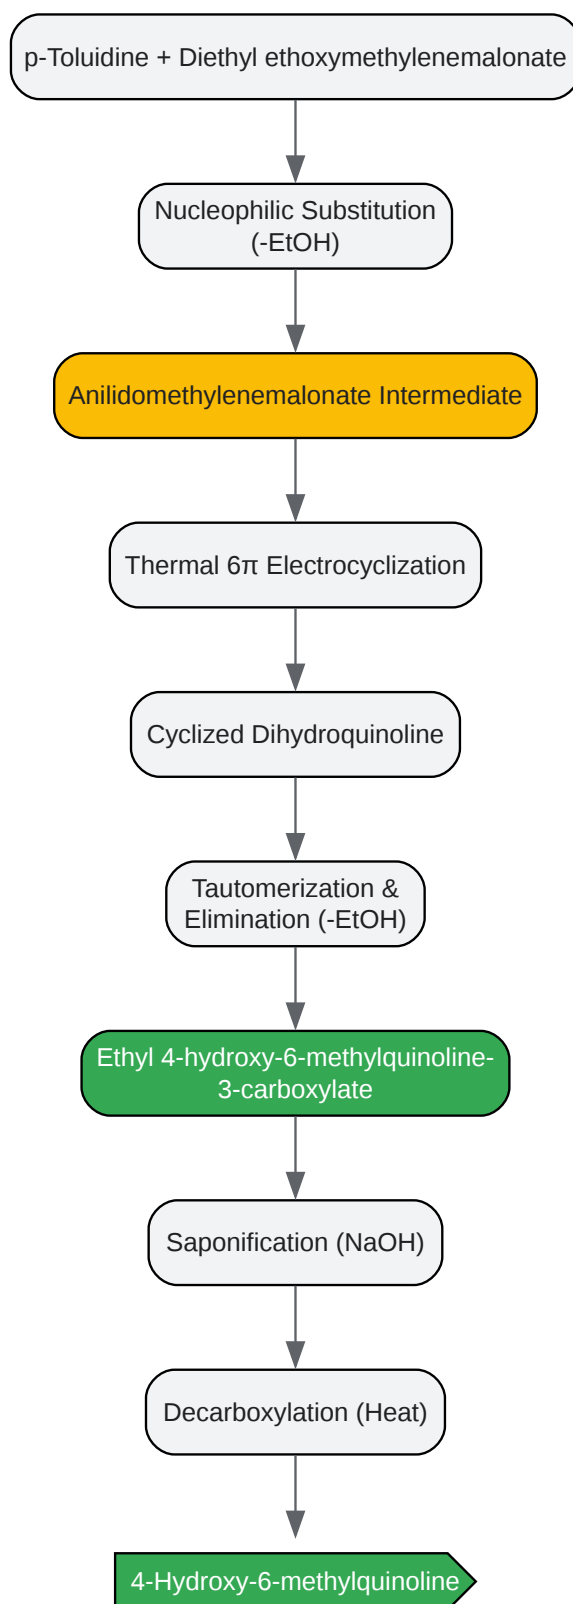 p-Toluidine + Diethyl ethoxymethylenemalonate
Nucleophilic Substitution
(-EtOH)
Anilidomethylenemalonate Intermediate
Thermal 6π Electrocyclization
Cyclized Dihydroquinoline
Tautomerization &
Elimination (-EtOH)
Ethyl 4-hydroxy-6-methylquinoline-
3-carboxylate
Saponification (NaOH)
Decarboxylation (Heat)
4-Hydroxy-6-methylquinoline